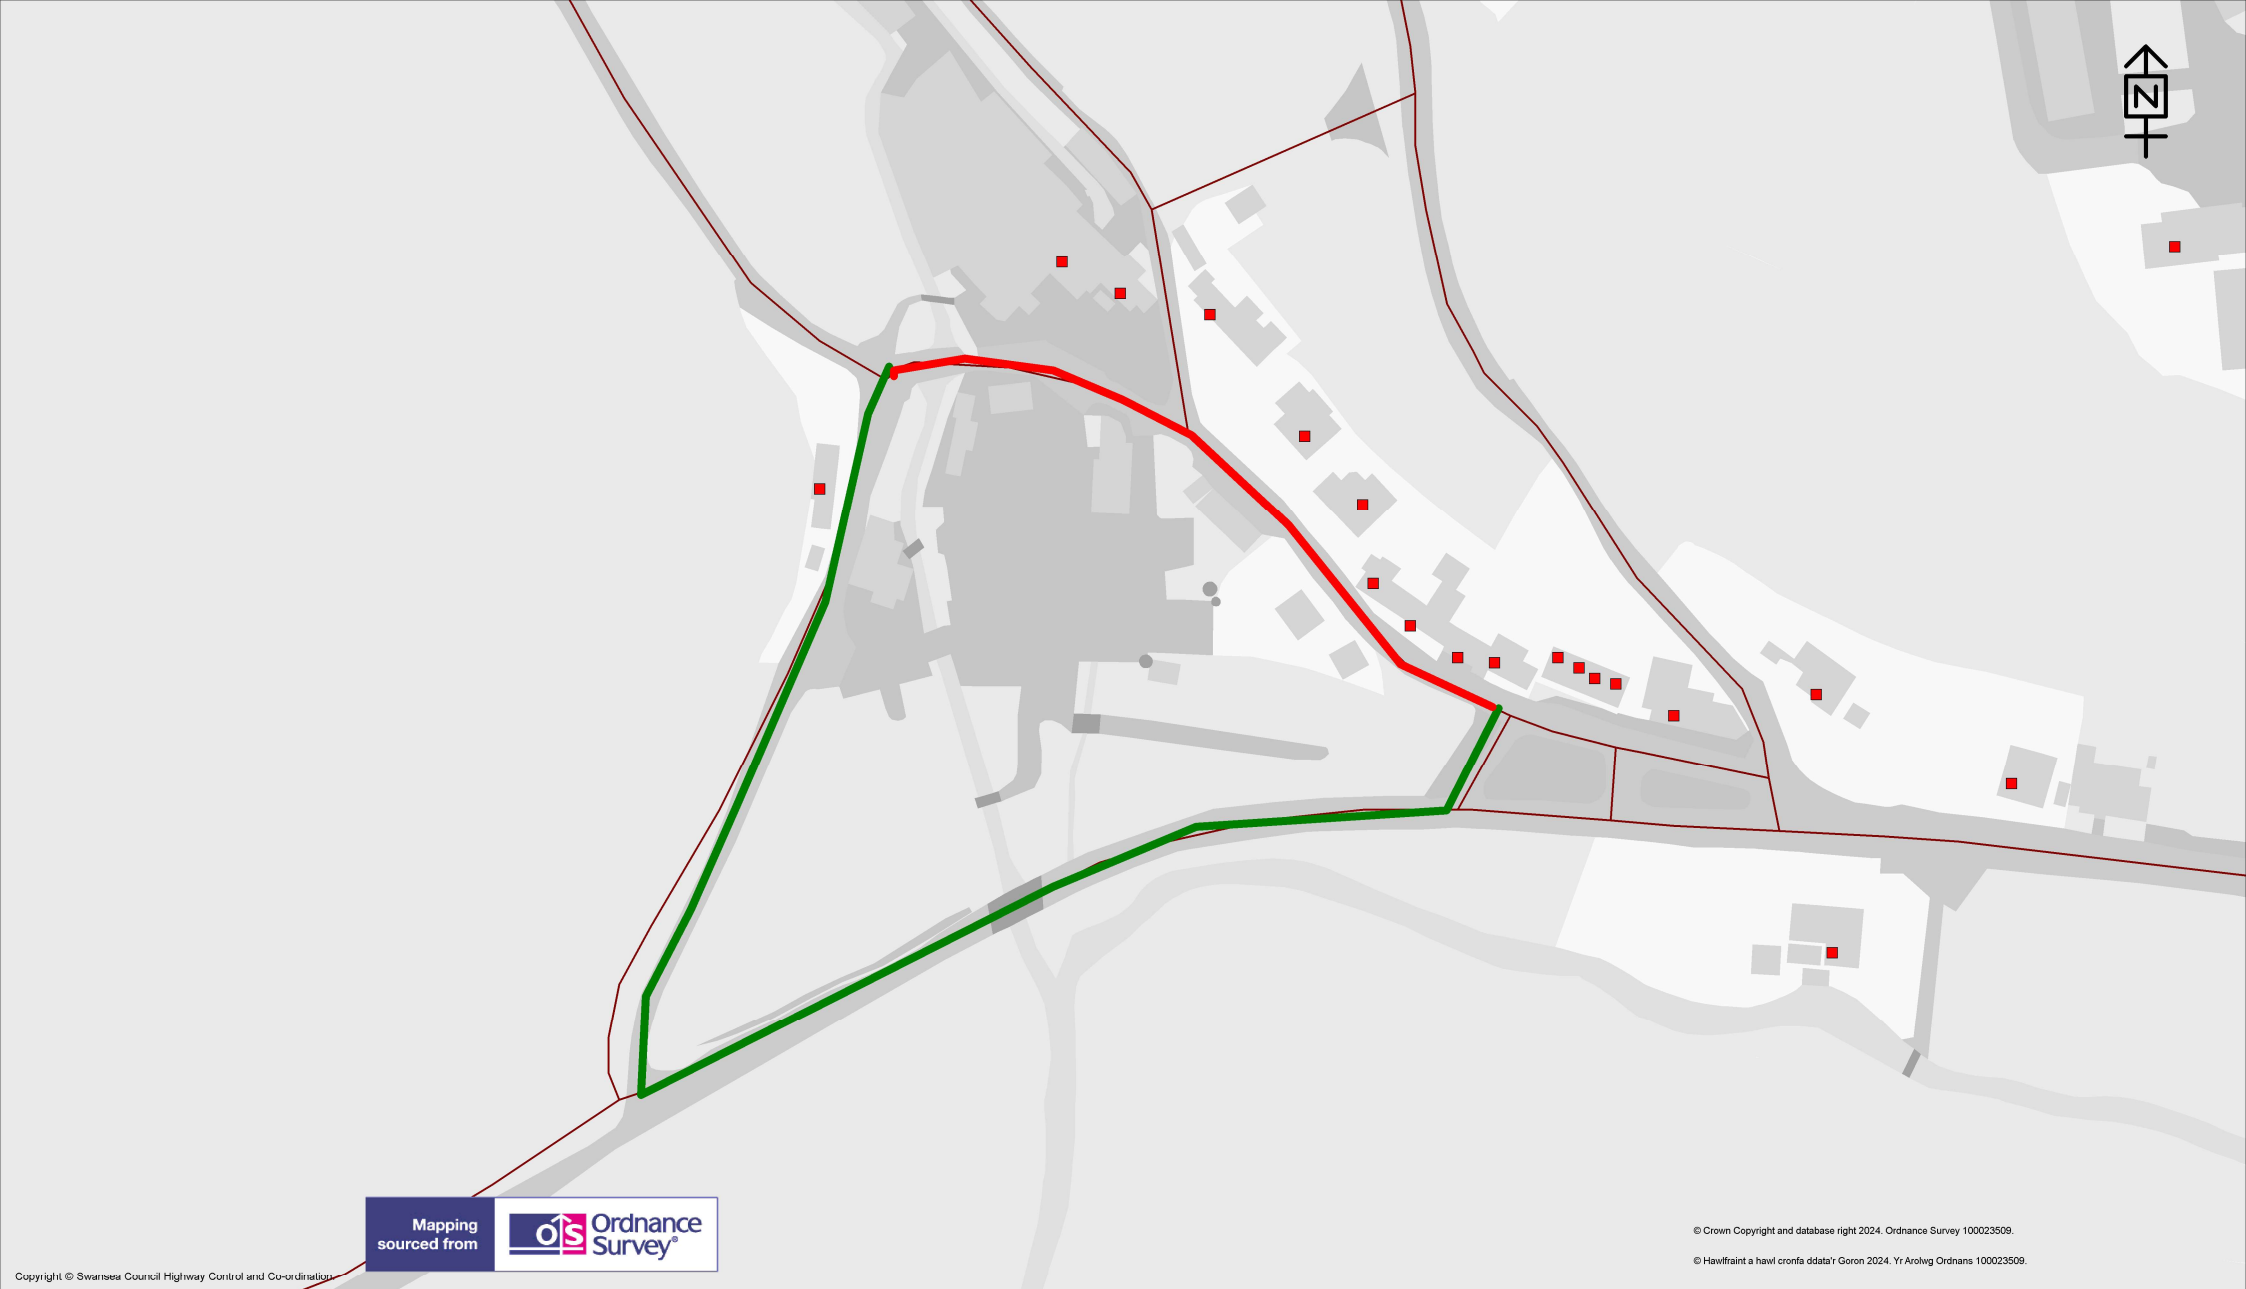 N
Mapping
sourced from
os
Ordnance
Survey®
© Crown Copyright and database right 2024. Ordnance Survey 100023509.
© Hawlfraint a hawl cronfa ddata'r Goron 2024. Yr Arolwg Ordnans 100023509.
Copyright © Swansea Council Highway Control and Co-ordination.